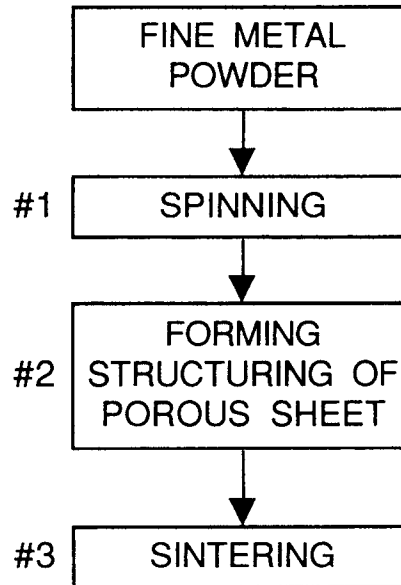 FINE METAL
POWDER
#1 SPINNING
FORMING
#2 STRUCTURING OF
POROUS SHEET
#3 SINTERING